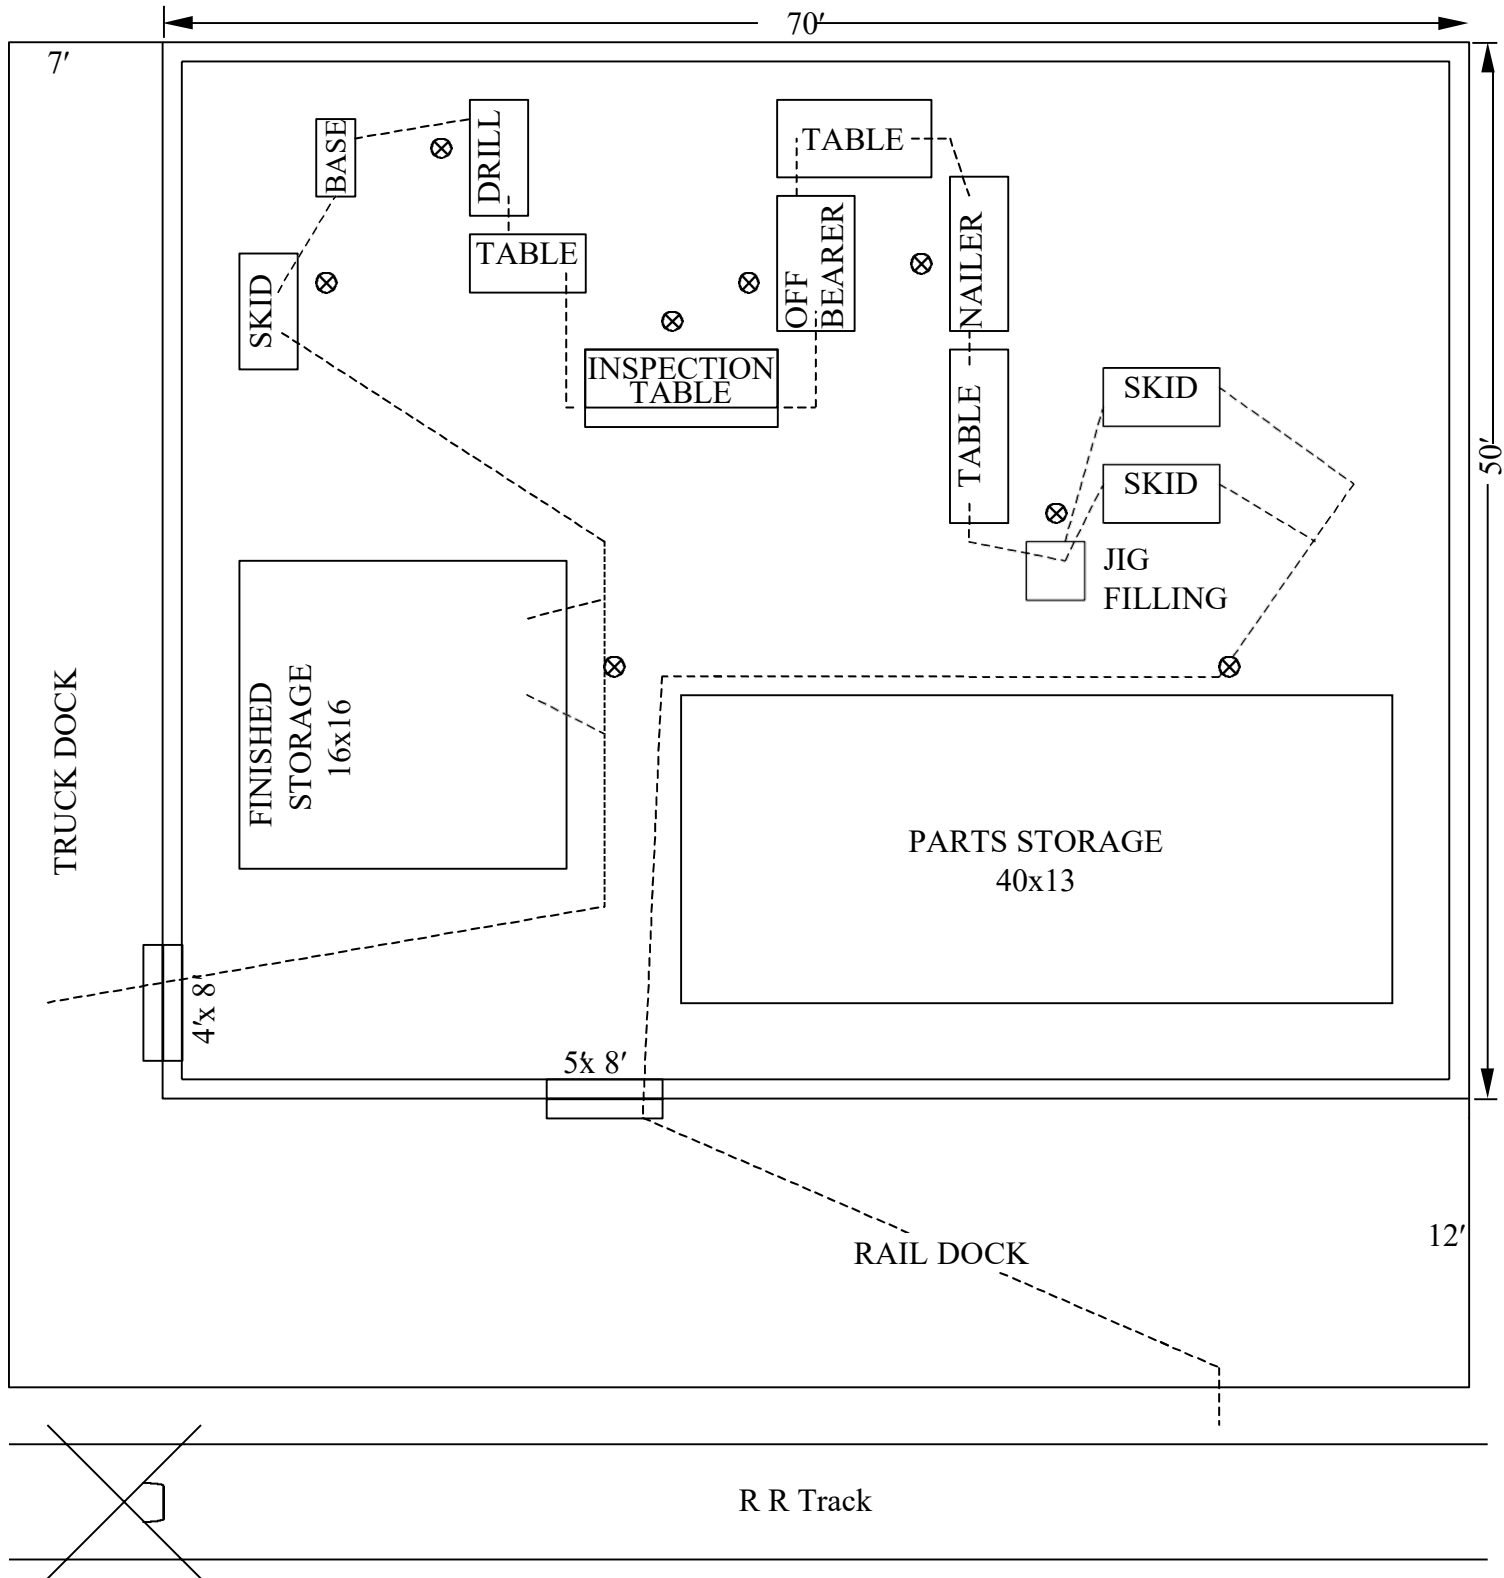 70'
7'
BASE
DRILL
TABLE
TABLE
OFF
BEARER
NAILER
SKID
INSPECTION
TABLE
TABLE
SKID
SKID
50'
JIG
FILLING
FINISHED
STORAGE
16x16
TRUCK DOCK
PARTS STORAGE
40x13
4'x 8'
5'x 8'
RAIL DOCK
12'
R R Track